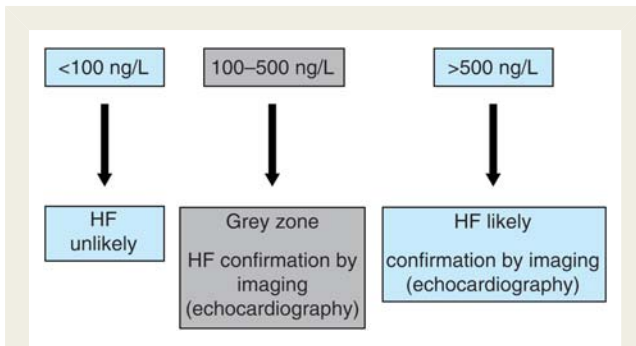 <100 ng/L
100–500 ng/L
>500 ng/L
HF
unlikely
Grey zone
HF confirmation by
imaging
(echocardiography)
HF likely
confirmation by imaging
(echocardiography)